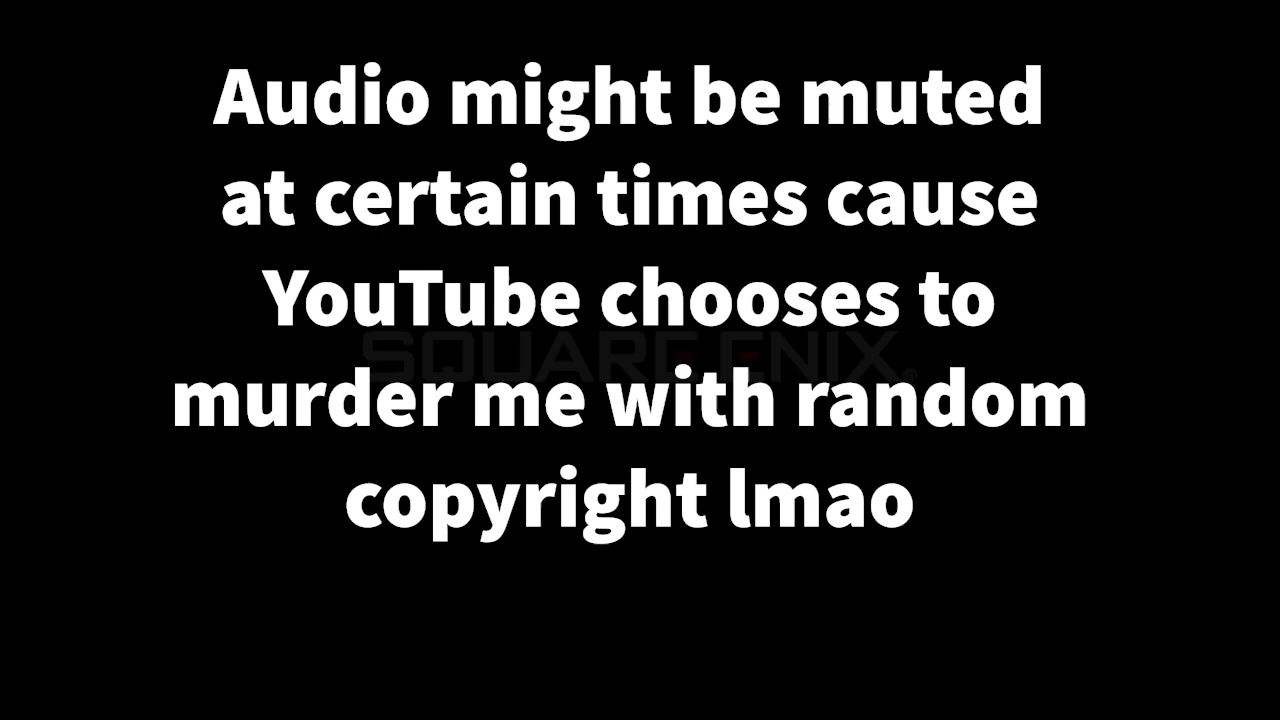 Audio might be muted
at certain times cause
YouTube chooses to
SQUARE ENIX®
murder me with random
copyright lmao